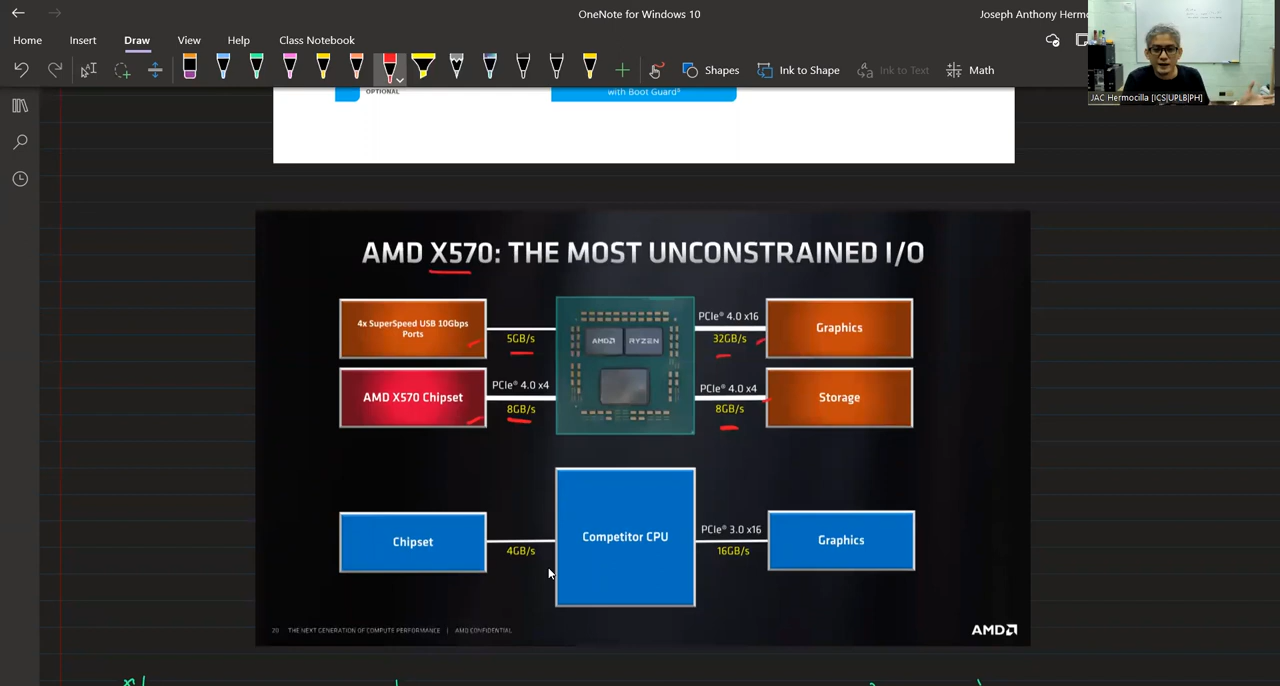 OneNote for Windows 10
Joseph Anthony Hermo
Home Insert Draw View Help Class Notebook
Shapes Ink to Shape Ink to Text Math
JAC Hermocilla [ICS|UPLB|PH]
OPTIONAL
with Boot Guard
AMD X570: THE MOST UNCONSTRAINED I/O
4x SuperSpeed USB 10Gbps
Ports
5GB/s
AMD RYZEN
PCIe® 4.0 x16
32GB/s
Graphics
AMD X570 Chipset
PCIe® 4.0 x4
8GB/s
PCIe® 4.0 x4
8GB/s
Storage
Chipset
4GB/s
Competitor CPU
PCIe® 3.0 x16
16GB/s
Graphics
20 THE NEXT GENERATION OF COMPUTE PERFORMANCE | AMD CONFIDENTIAL
AMD